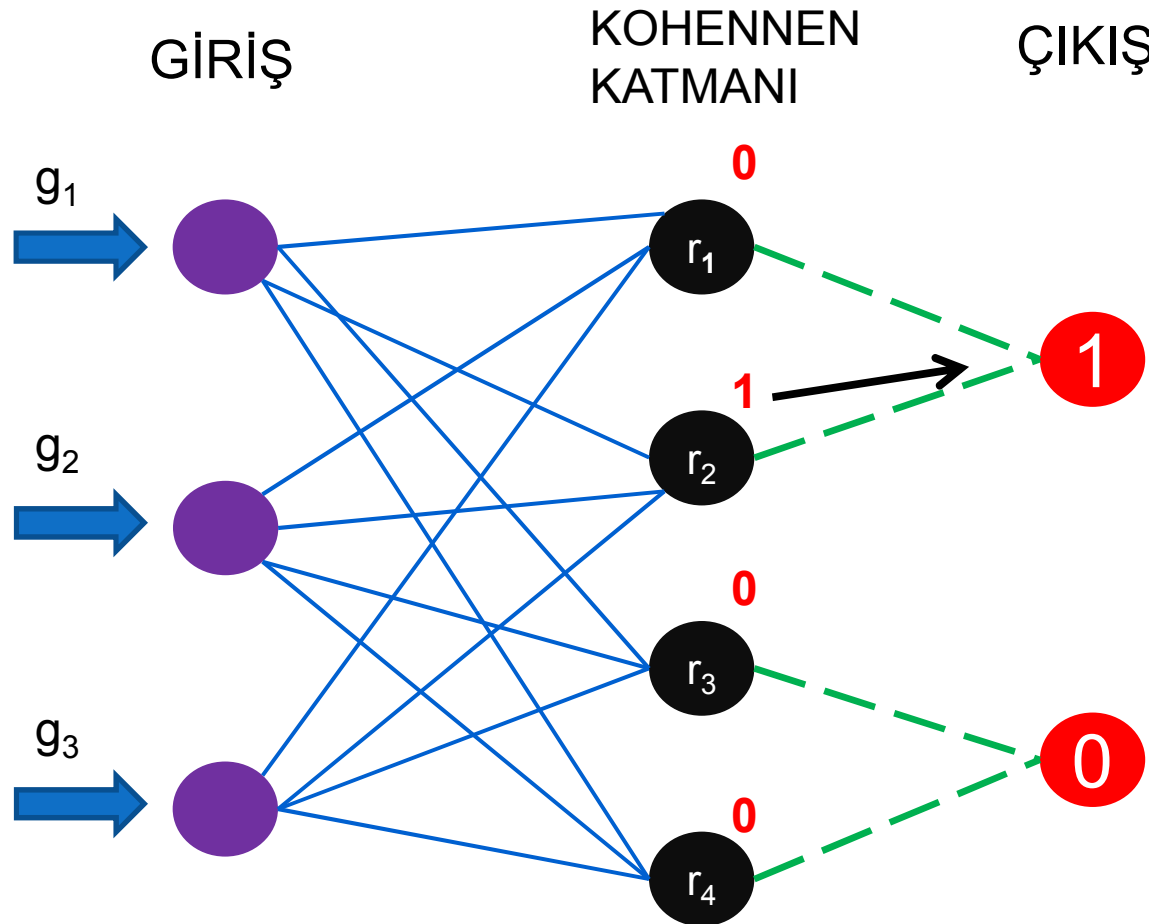 GİRİŞ
KOHENNEN
KATMANI
ÇIKIŞ
g₁
0
r₁
1
1
g₂
r₂
0
r₃
g₃
0
0
r₄